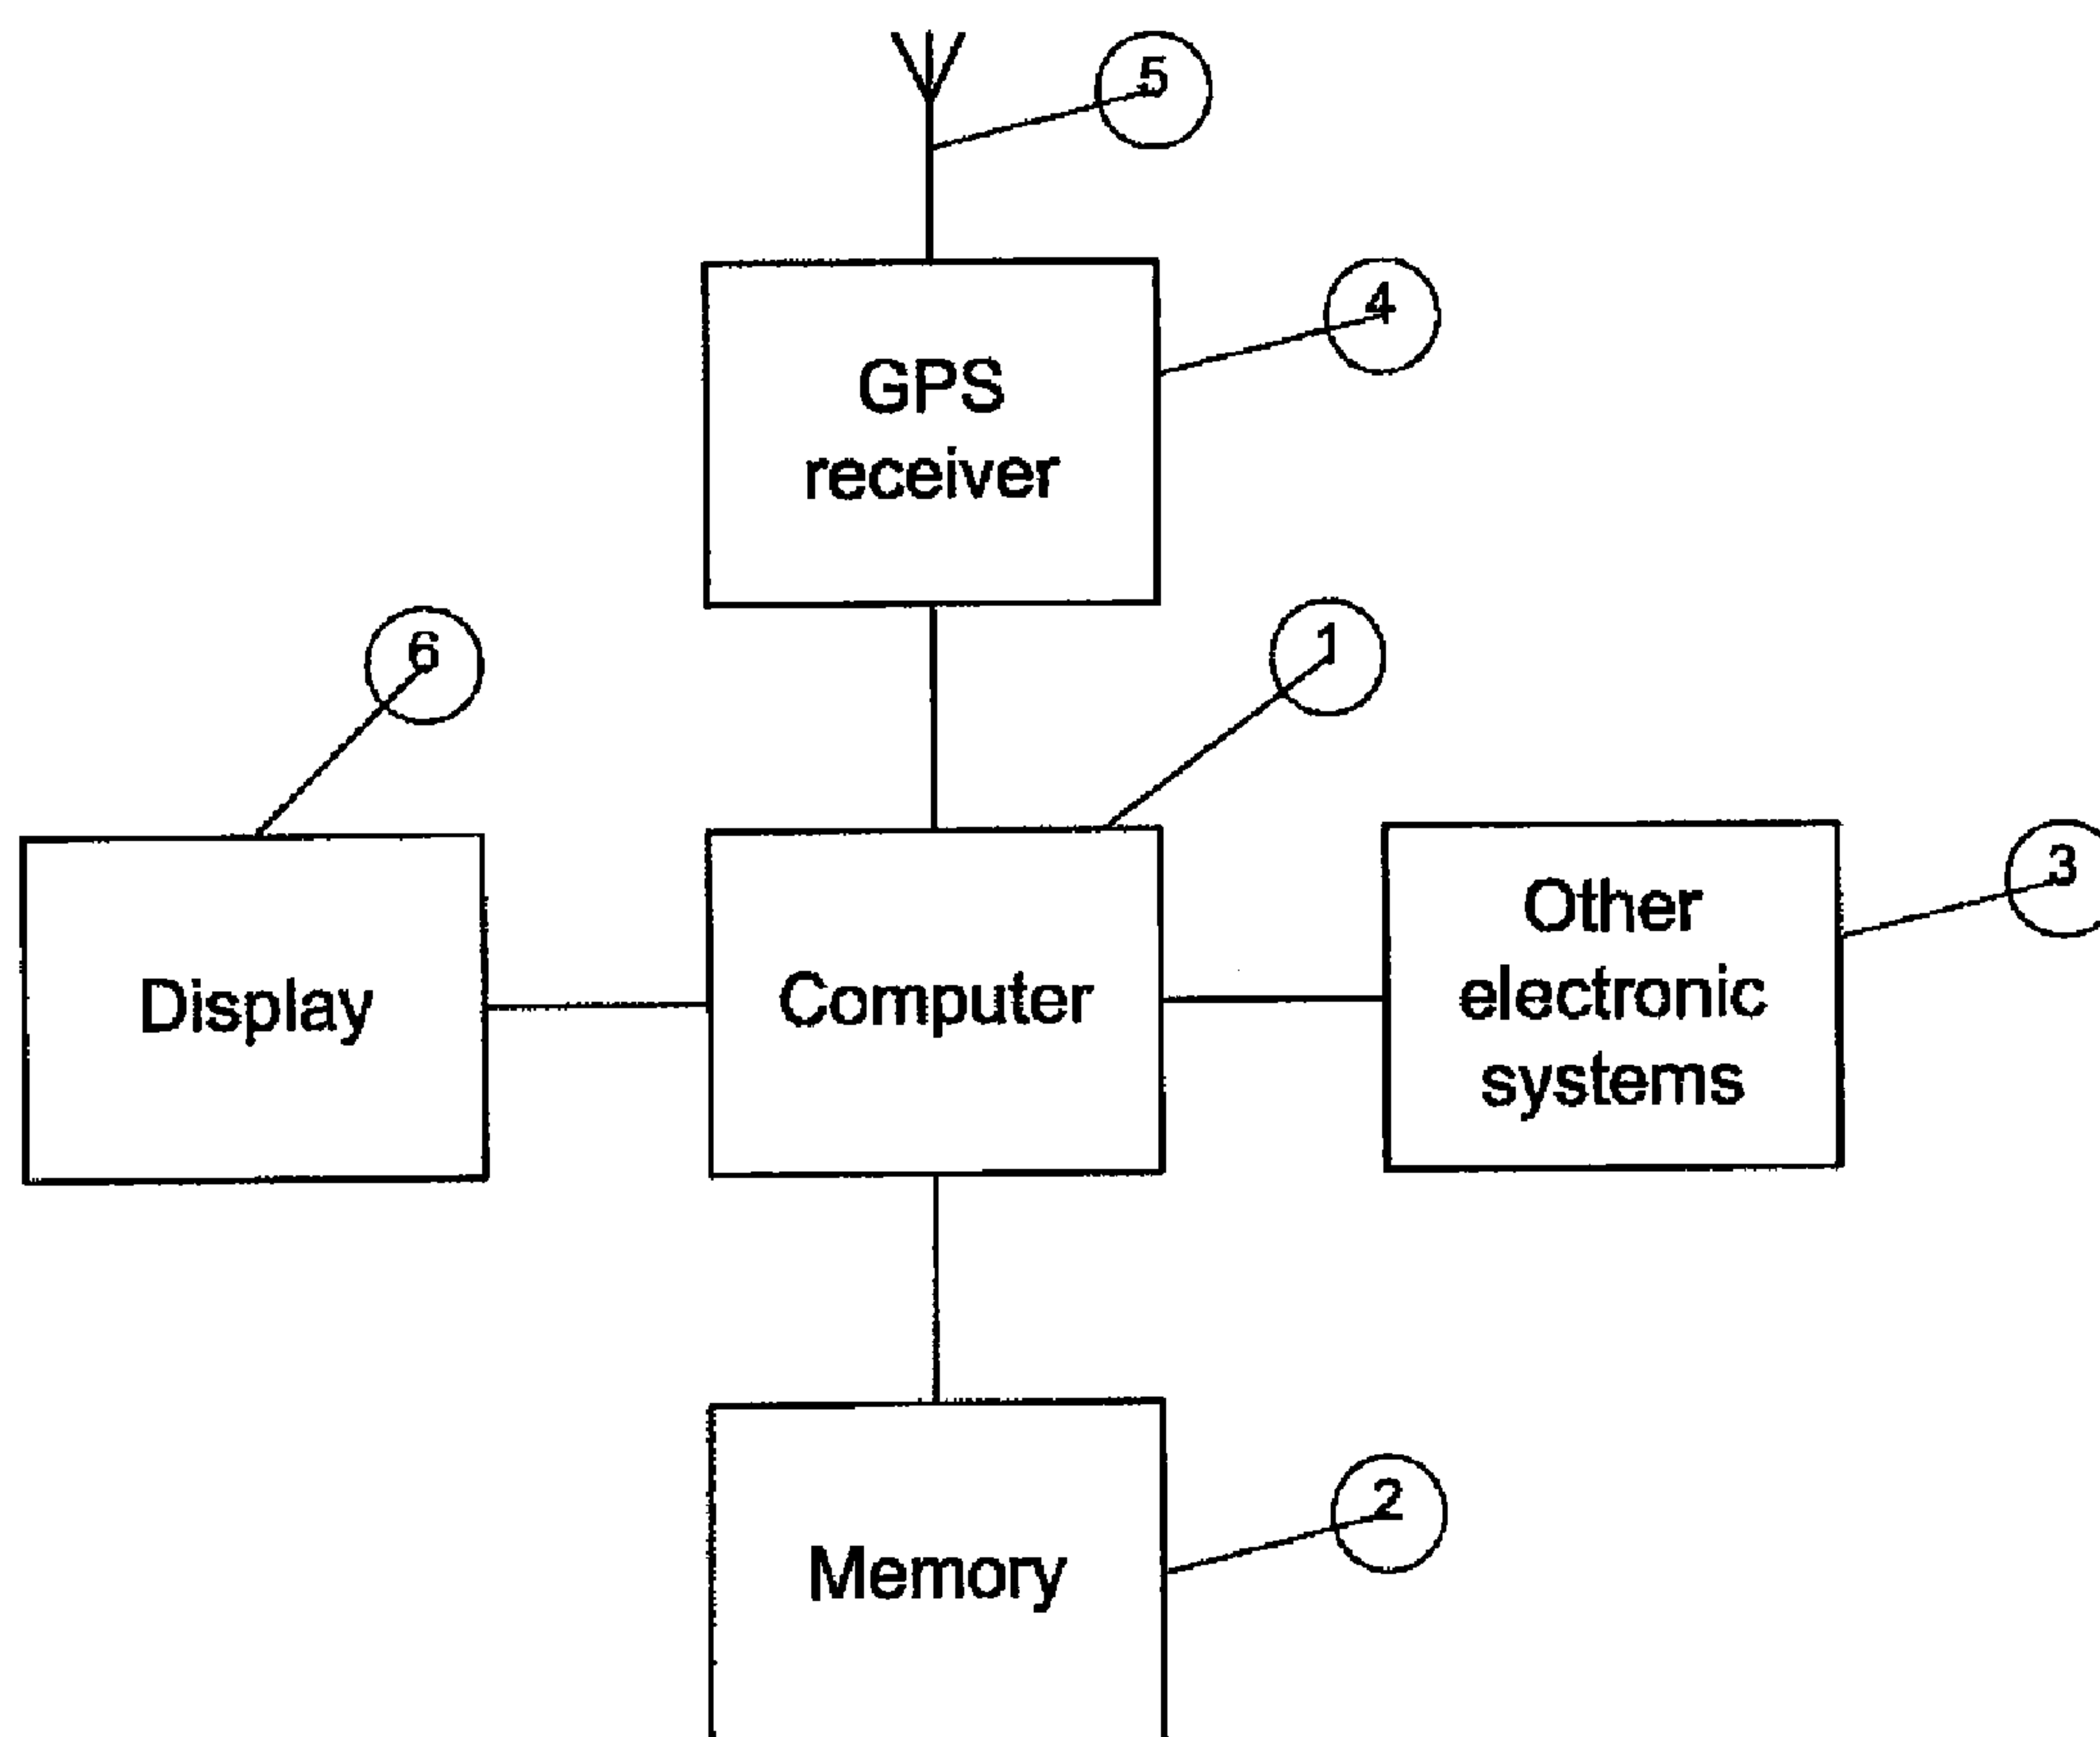 5
4
GPS
receiver
6
1
3
Display
Computer
Other
electronic
systems
2
Memory